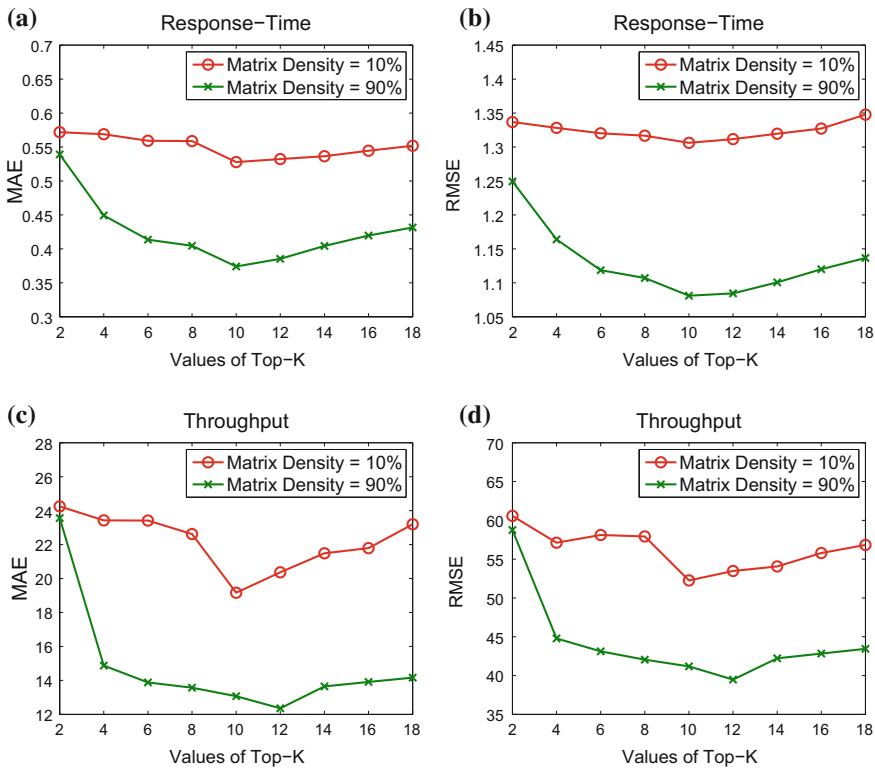 (a) Response-Time
0.7
0.65
0.6
0.55
0.5
0.45
0.4
0.35
0.3
MAE
Matrix Density = 10%
Matrix Density = 90%
2 4 6 8 10 12 14 16 18
Values of Top-K
(b) Response-Time
1.45
1.4
1.35
1.3
1.25
1.2
1.15
1.1
1.05
RMSE
Matrix Density = 10%
Matrix Density = 90%
2 4 6 8 10 12 14 16 18
Values of Top-K
(c) Throughput
28
26
24
22
20
18
16
14
12
MAE
Matrix Density = 10%
Matrix Density = 90%
2 4 6 8 10 12 14 16 18
Values of Top-K
(d) Throughput
70
65
60
55
50
45
40
35
RMSE
Matrix Density = 10%
Matrix Density = 90%
2 4 6 8 10 12 14 16 18
Values of Top-K